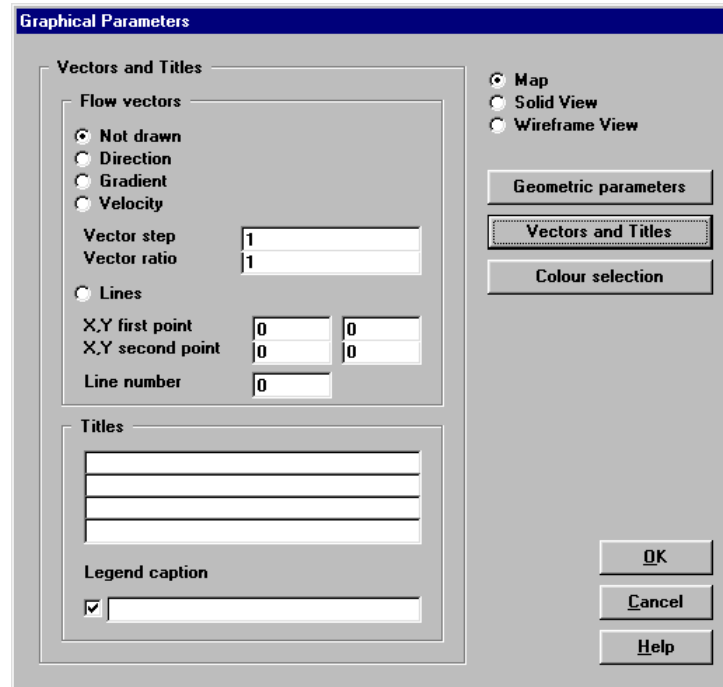 Graphical Parameters
Vectors and Titles
Flow vectors
Not drawn
Direction
Gradient
Velocity
Vector step 1
Vector ratio 1
Lines
X,Y first point 0 0
X,Y second point 0 0
Line number 0
Titles
Legend caption
Map
Solid View
Wireframe View
Geometric parameters
Vectors and Titles
Colour selection
OK
Cancel
Help